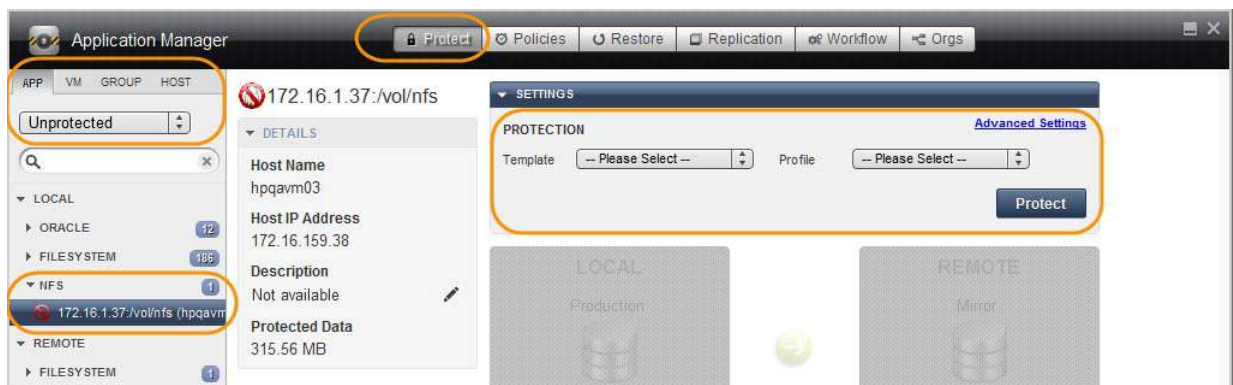 Application Manager
Protect
Policies
Restore
Replication
Workflow
Orgs
APP VM GROUP HOST
Unprotected
LOCAL
ORACLE 12
FILESYSTEM 186
NFS 1
172.16.1.37:/vol/nfs (hpqavm
REMOTE
FILESYSTEM 1
172.16.1.37:/vol/nfs
DETAILS
Host Name
hpqavm03
Host IP Address
172.16.159.38
Description
Not available
Protected Data
315.56 MB
SETTINGS
PROTECTION
Advanced Settings
Template -- Please Select -- Profile -- Please Select --
Protect
LOCAL
Production
REMOTE
Mirror